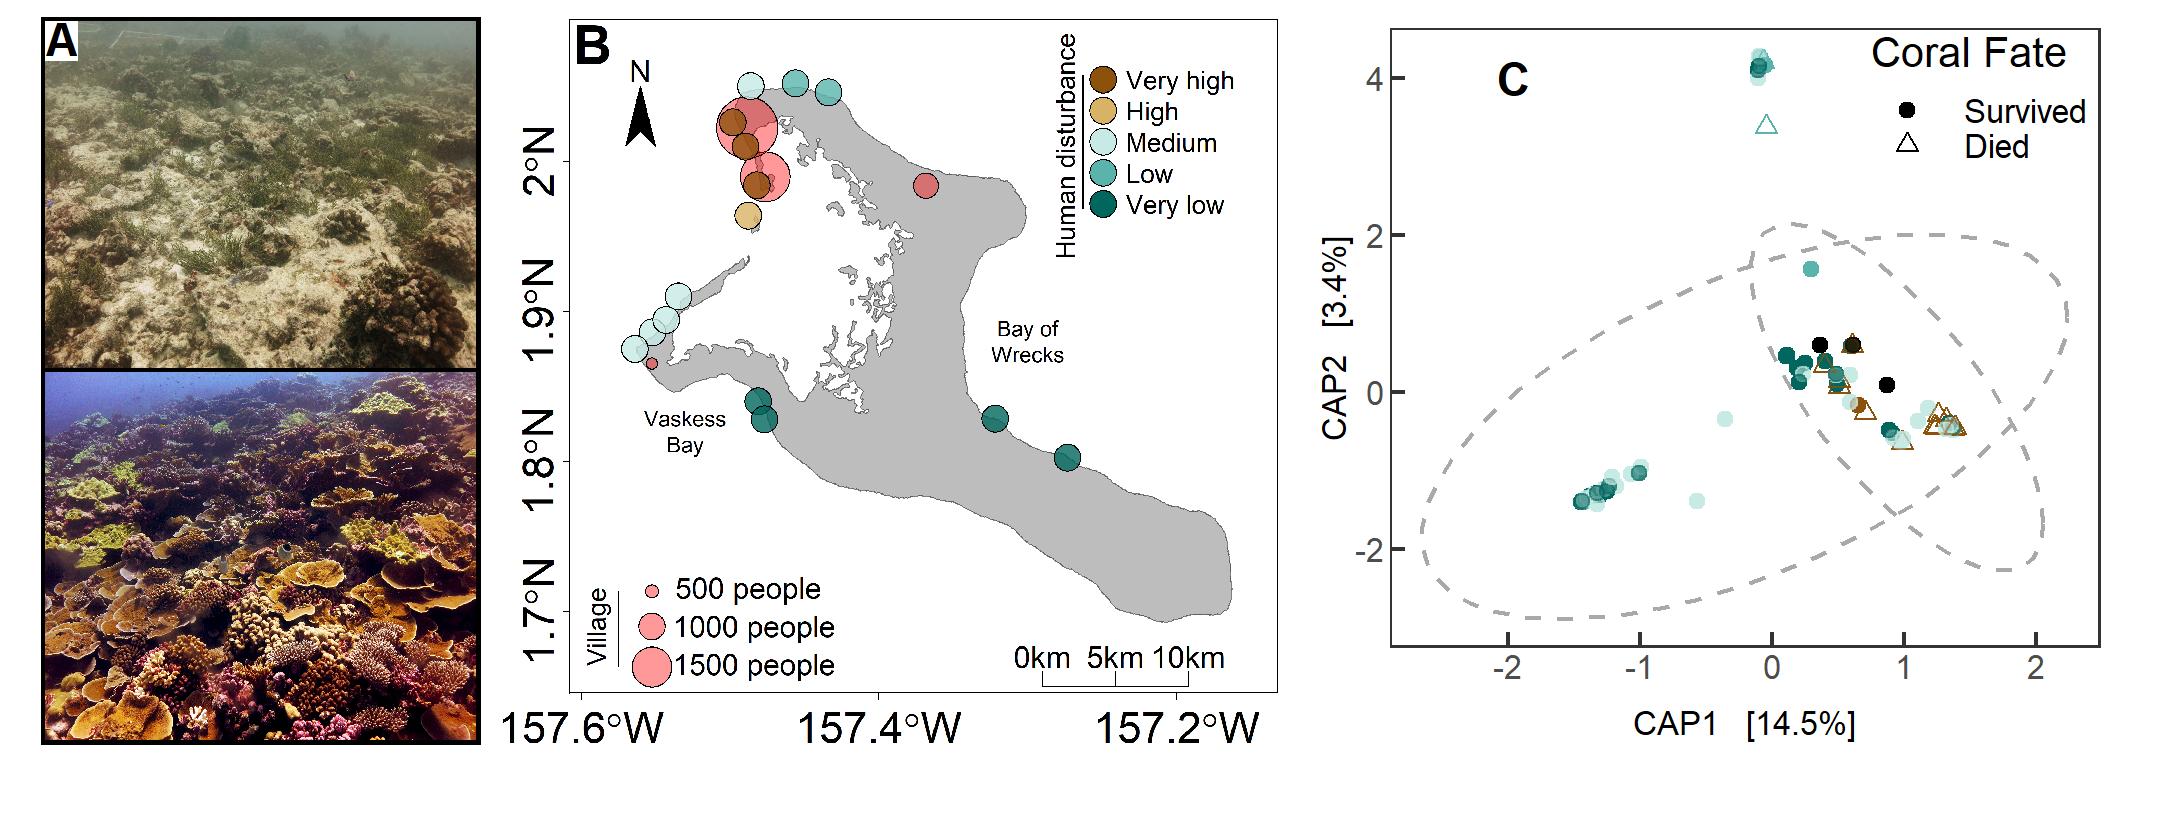 A
B
N
Human disturbance
Very high
High
Medium
Low
Very low
2°N
1.9°N
1.8°N
1.7°N
Bay of
Wrecks
Vaskess
Bay
Village
500 people
1000 people
1500 people
0km 5km 10km
157.6°W 157.4°W 157.2°W
C
Coral Fate
Survived
Died
CAP2 [3.4%]
4
2
0
-2
-2 -1 0 1 2
CAP1 [14.5%]